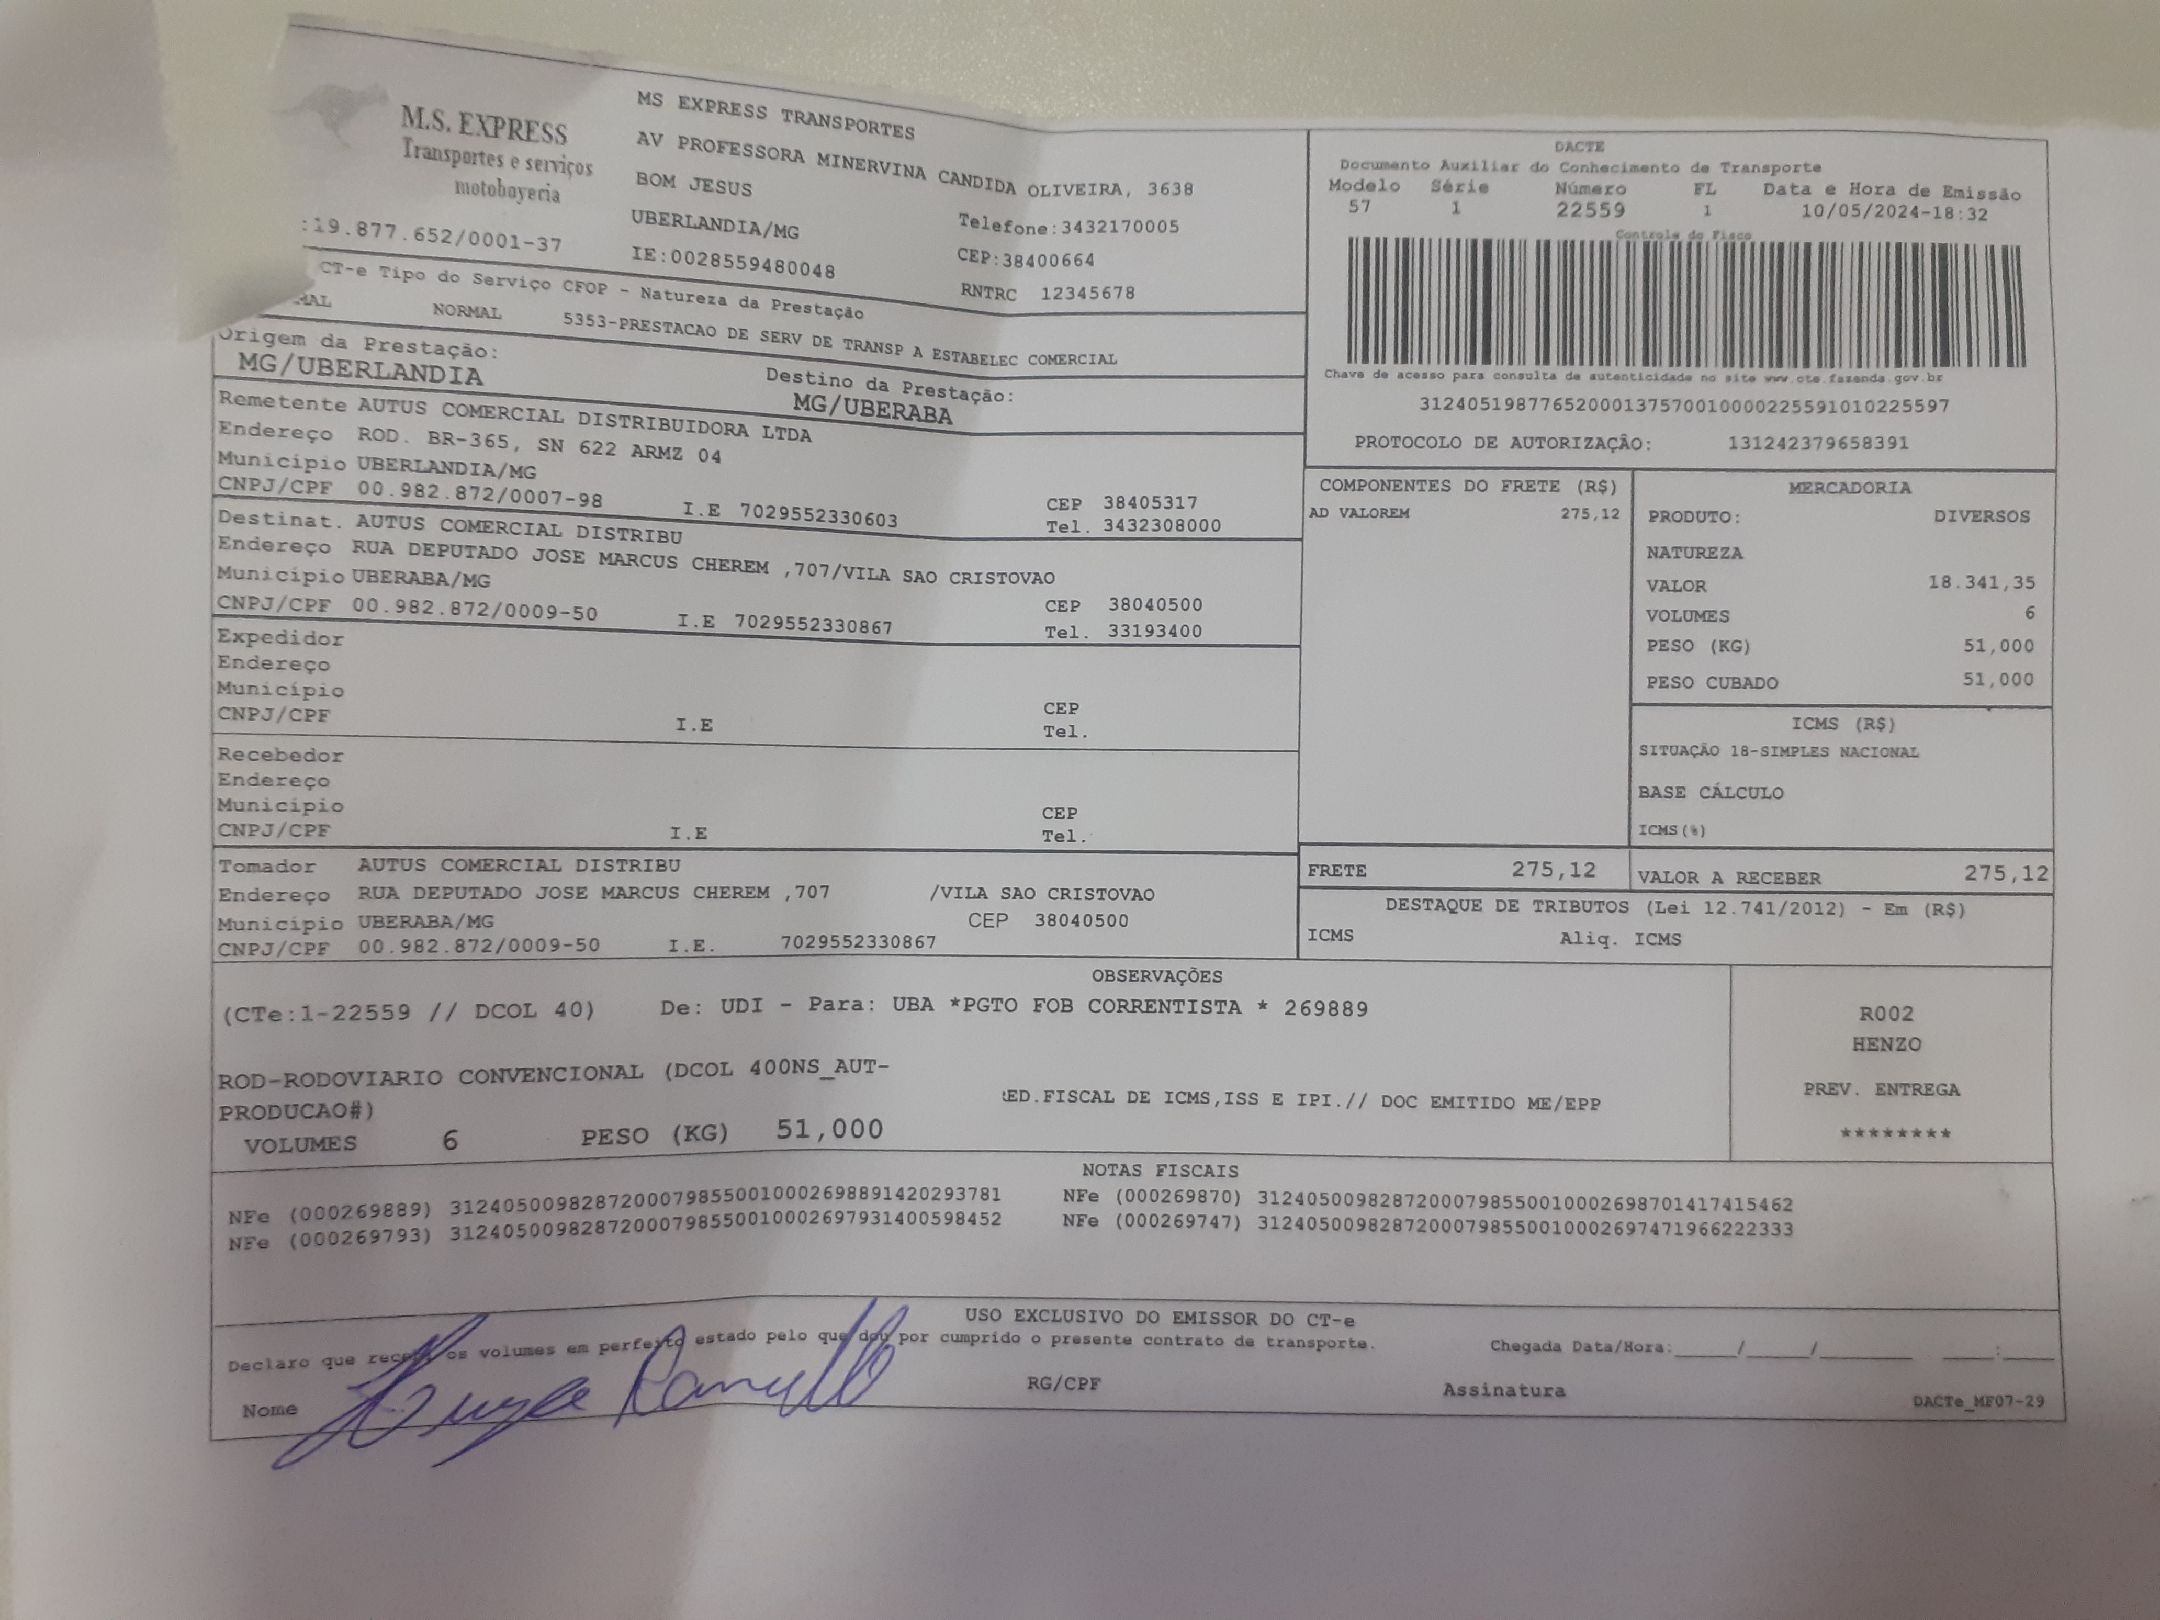 M.S. EXPRESS
Transportes e serviços
motoboyeria
:19.877.652/0001-37
MS EXPRESS TRANSPORTES
AV PROFESSORA MINERVINA CANDIDA OLIVEIRA, 3638
BOM JESUS
UBERLANDIA/MG Telefone:3432170005
IE:0028559480048 CEP:38400664
RNTRC 12345678
DACTE
Documento Auxiliar do Conhecimento de Transporte
Modelo Série Número FL Data e Hora de Emissão
57 1 22559 1 10/05/2024-18:32
Controle do Fisco
Chave de acesso para consulta de autenticidade no site www.cte.fazenda.gov.br
31240519877652000137570010000225591010225597
PROTOCOLO DE AUTORIZAÇÃO: 131242379658391
CT-e Tipo do Serviço CFOP - Natureza da Prestação
MAL NORMAL 5353-PRESTACAO DE SERV DE TRANSP A ESTABELEC COMERCIAL
Origem da Prestação: Destino da Prestação:
MG/UBERLANDIA MG/UBERABA
Remetente AUTUS COMERCIAL DISTRIBUIDORA LTDA
Endereço ROD. BR-365, SN 622 ARMZ 04
Município UBERLANDIA/MG CEP 38405317
CNPJ/CPF 00.982.872/0007-98 I.E 7029552330603 Tel. 3432308000
Destinat. AUTUS COMERCIAL DISTRIBU
Endereço RUA DEPUTADO JOSE MARCUS CHEREM ,707/VILA SAO CRISTOVAO
Município UBERABA/MG CEP 38040500
CNPJ/CPF 00.982.872/0009-50 I.E 7029552330867 Tel. 33193400
Expedidor
Endereço
Município CEP
CNPJ/CPF I.E Tel.
Recebedor
Endereço
Município CEP
CNPJ/CPF I.E Tel.
Tomador AUTUS COMERCIAL DISTRIBU
Endereço RUA DEPUTADO JOSE MARCUS CHEREM ,707 /VILA SAO CRISTOVAO
Município UBERABA/MG CEP 38040500
CNPJ/CPF 00.982.872/0009-50 I.E. 7029552330867
COMPONENTES DO FRETE (R$)
AD VALOREM 275,12
MERCADORIA
PRODUTO: DIVERSOS
NATUREZA
VALOR 18.341,35
VOLUMES 6
PESO (KG) 51,000
PESO CUBADO 51,000
ICMS (R$)
SITUAÇÃO 18-SIMPLES NACIONAL
BASE CÁLCULO
ICMS(%)
FRETE 275,12 VALOR A RECEBER 275,12
DESTAQUE DE TRIBUTOS (Lei 12.741/2012) - Em (R$)
ICMS Aliq. ICMS
OBSERVAÇÕES
(CTe:1-22559 // DCOL 40) De: UDI - Para: UBA *PGTO FOB CORRENTISTA * 269889
ROD-RODOVIARIO CONVENCIONAL (DCOL 400NS_AUT-
PRODUCAO#) ED.FISCAL DE ICMS,ISS E IPI.// DOC EMITIDO ME/EPP
VOLUMES 6 PESO (KG) 51,000
R002
HENZO
PREV. ENTREGA
********
NOTAS FISCAIS
NFe (000269889) 31240500982872000798550010002698891420293781 NFe (000269870) 31240500982872000798550010002698701417415462
NFe (000269793) 31240500982872000798550010002697931400598452 NFe (000269747) 31240500982872000798550010002697471966222333
USO EXCLUSIVO DO EMISSOR DO CT-e
Declaro que recebi os volumes em perfeito estado pelo que dou por cumprido o presente contrato de transporte. Chegada Data/Hora:_____/_____/________ ___:____
Nome RG/CPF Assinatura
DACTe_MF07-29